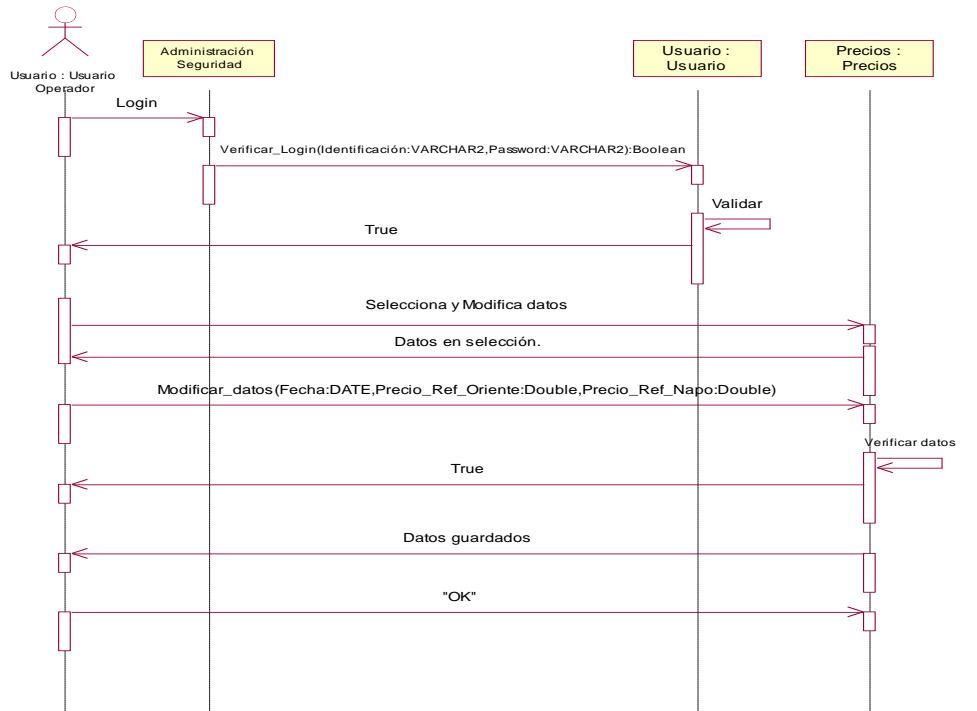 Usuario : Usuario
Operador
Administración
Seguridad
Usuario :
Usuario
Precios :
Precios
Login
Verificar_Login(Identificación:VARCHAR2,Password:VARCHAR2):Boolean
Validar
True
Selecciona y Modifica datos
Datos en selección.
Modificar_datos(Fecha:DATE,Precio_Ref_Oriente:Double,Precio_Ref_Napo:Double)
Verificar datos
True
Datos guardados
"OK"